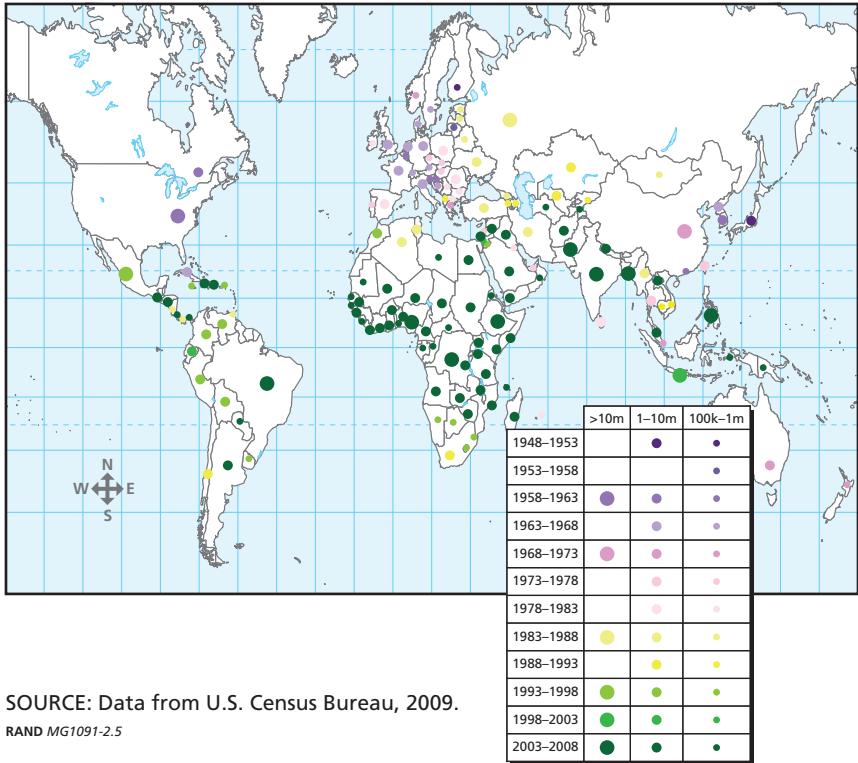 N
W E
S
>10m 1–10m 100k–1m
1948–1953
1953–1958
1958–1963
1963–1968
1968–1973
1973–1978
1978–1983
1983–1988
1988–1993
1993–1998
1998–2003
2003–2008
SOURCE: Data from U.S. Census Bureau, 2009.
RAND MG1091-2.5